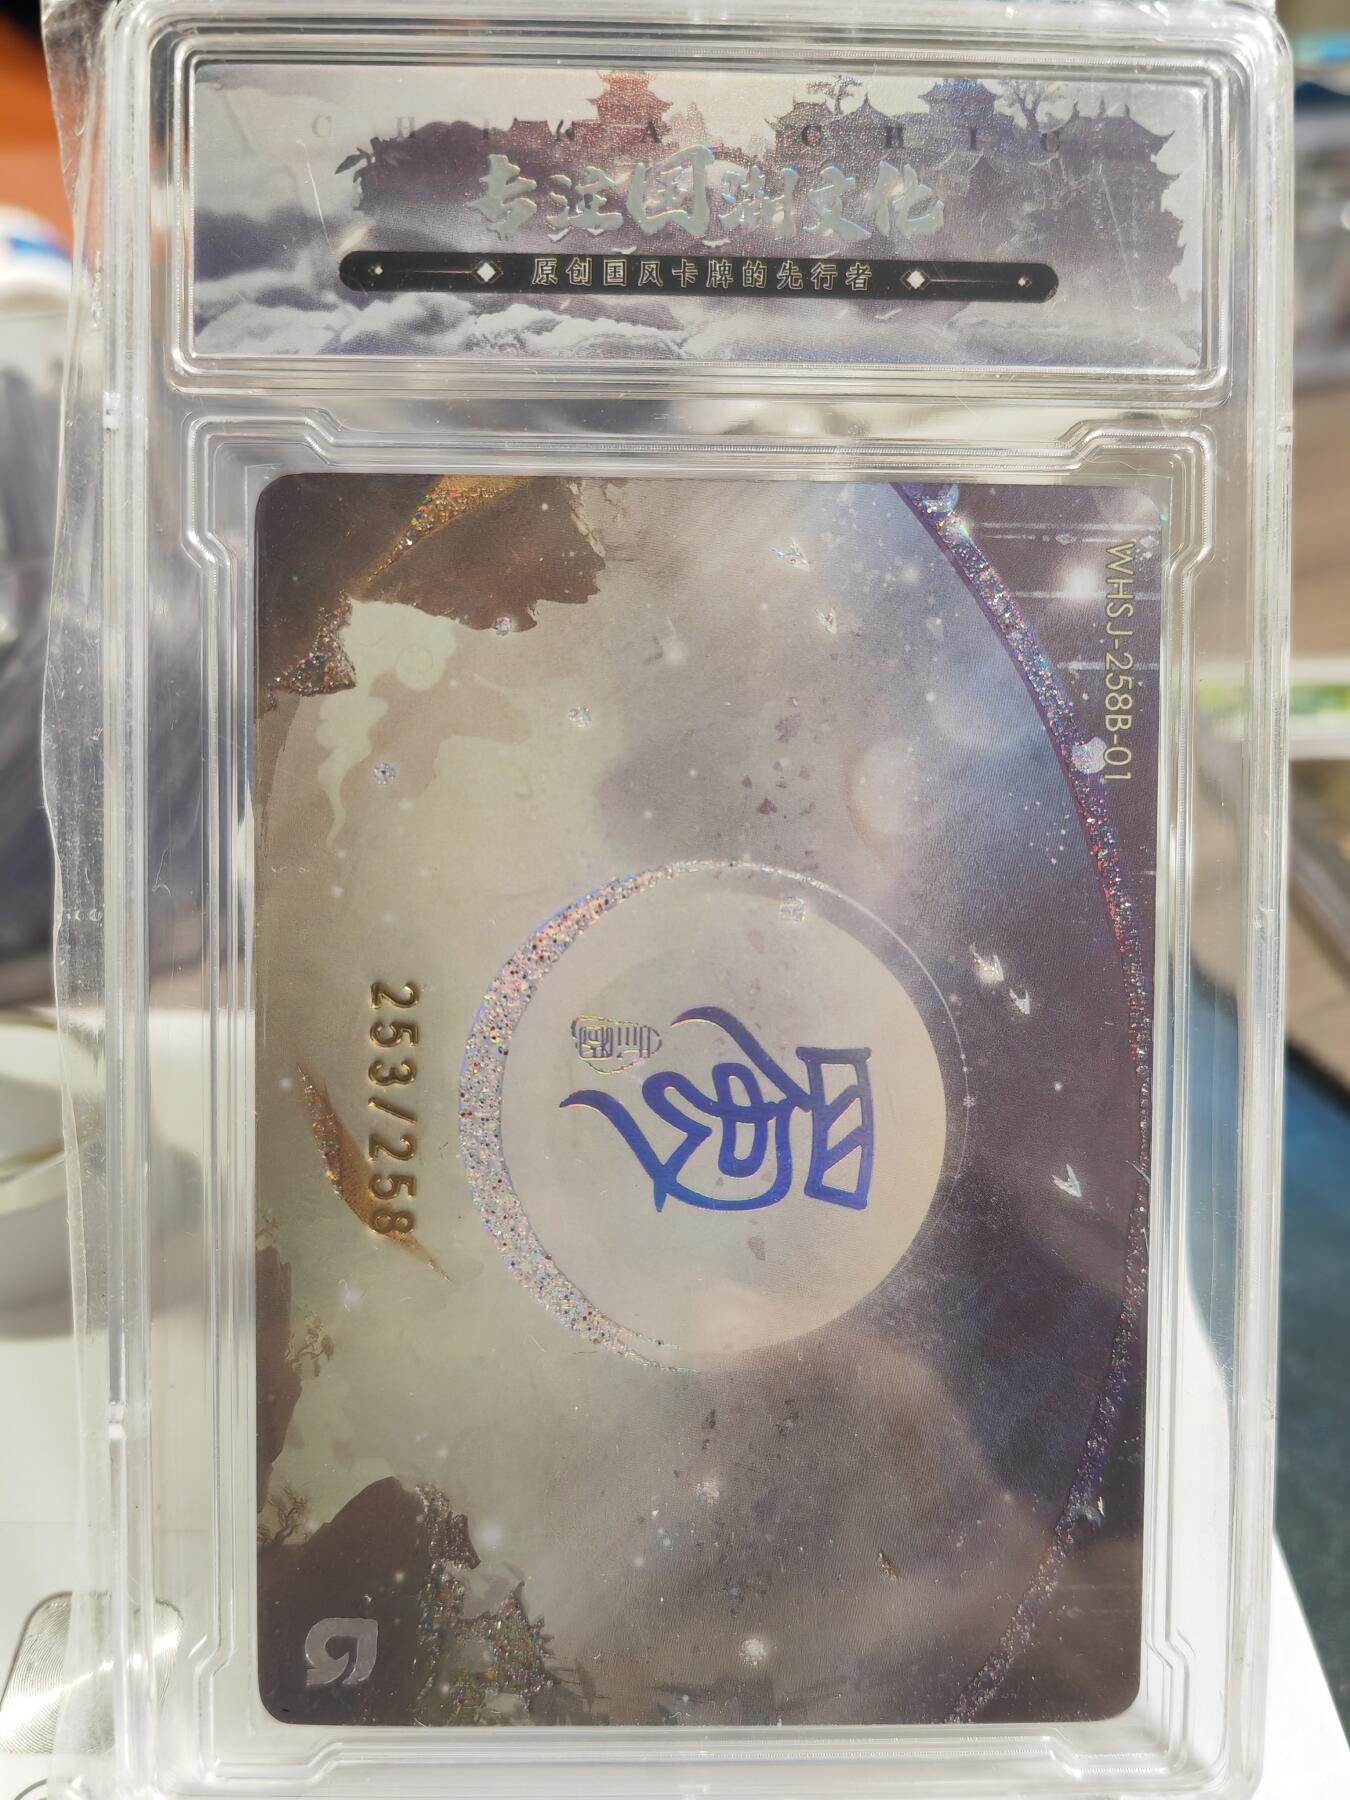 CHINA CHIC
专注国潮文化
原创国风卡牌的先行者
WHSJ-258B-01
253/258